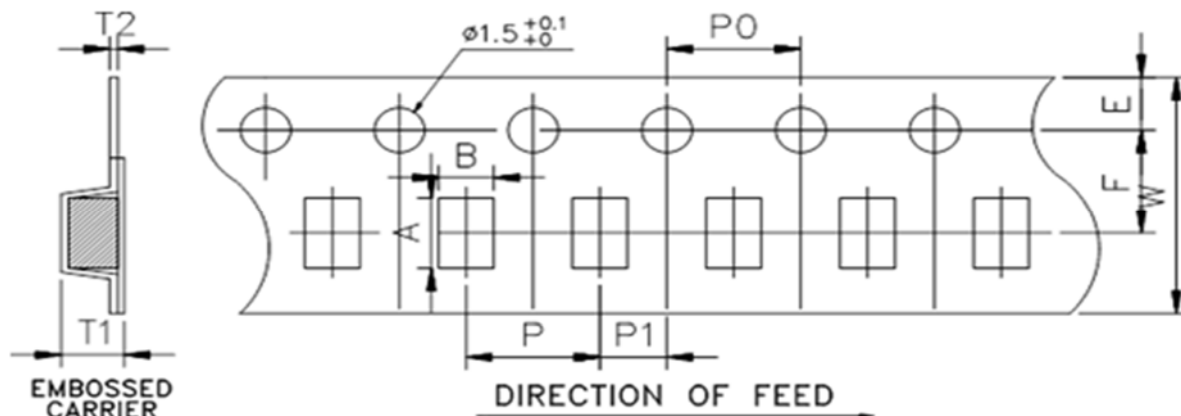 T2
ø1.5 +0.1 +0
P0
E
B
F
A
W
T1
P
P1
EMBOSSED
CARRIER
DIRECTION OF FEED